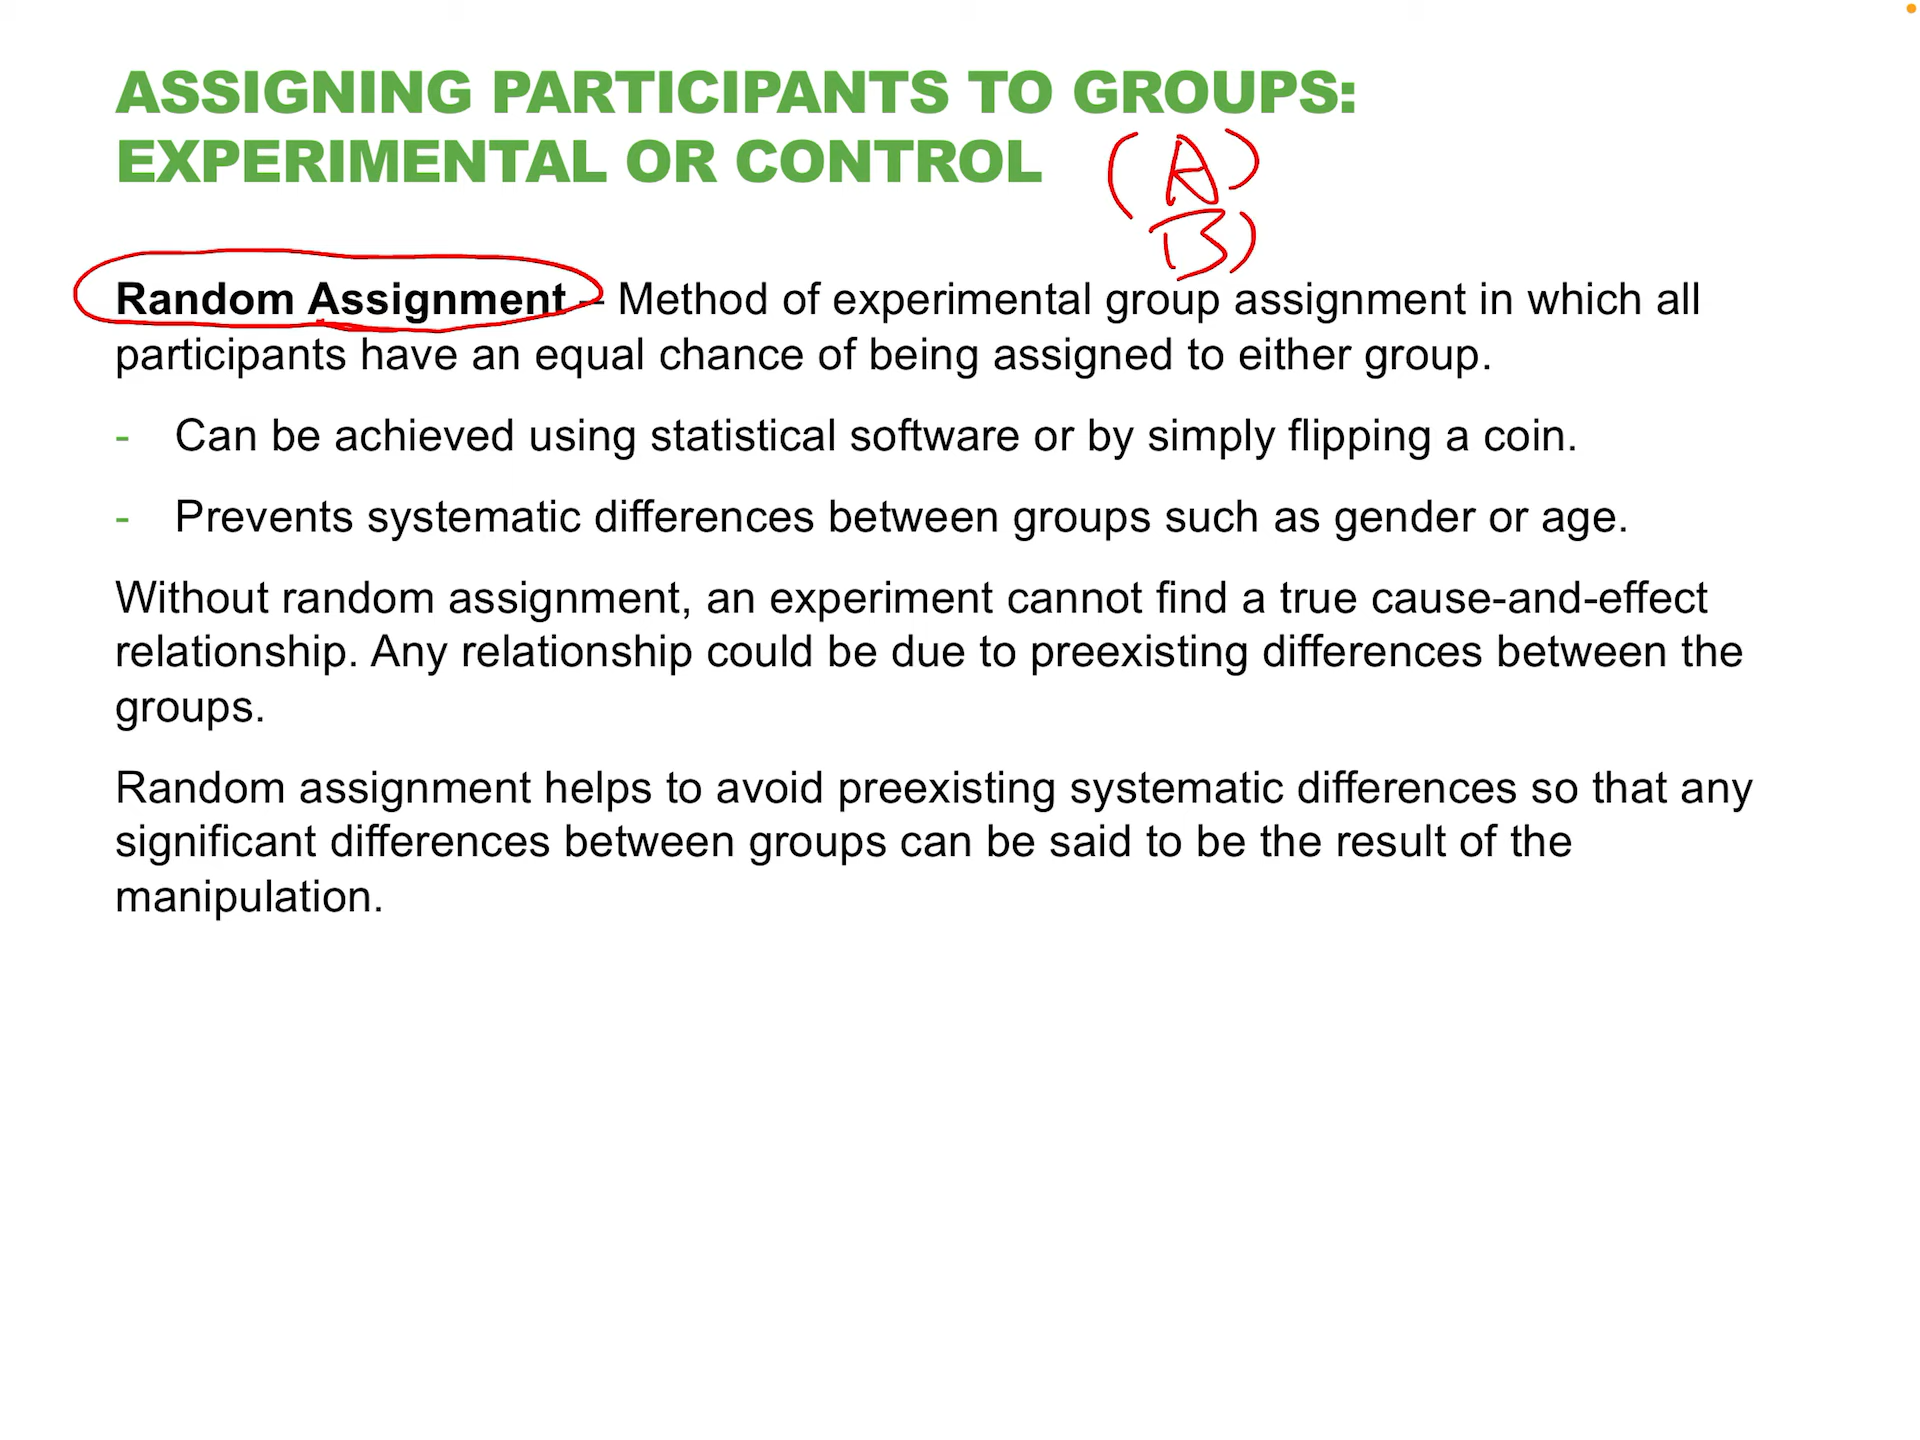 ASSIGNING PARTICIPANTS TO GROUPS:
EXPERIMENTAL OR CONTROL
(A)
B)
Random Assignment – Method of experimental group assignment in which all
participants have an equal chance of being assigned to either group.
- Can be achieved using statistical software or by simply flipping a coin.
- Prevents systematic differences between groups such as gender or age.
Without random assignment, an experiment cannot find a true cause-and-effect
relationship. Any relationship could be due to preexisting differences between the
groups.
Random assignment helps to avoid preexisting systematic differences so that any
significant differences between groups can be said to be the result of the
manipulation.